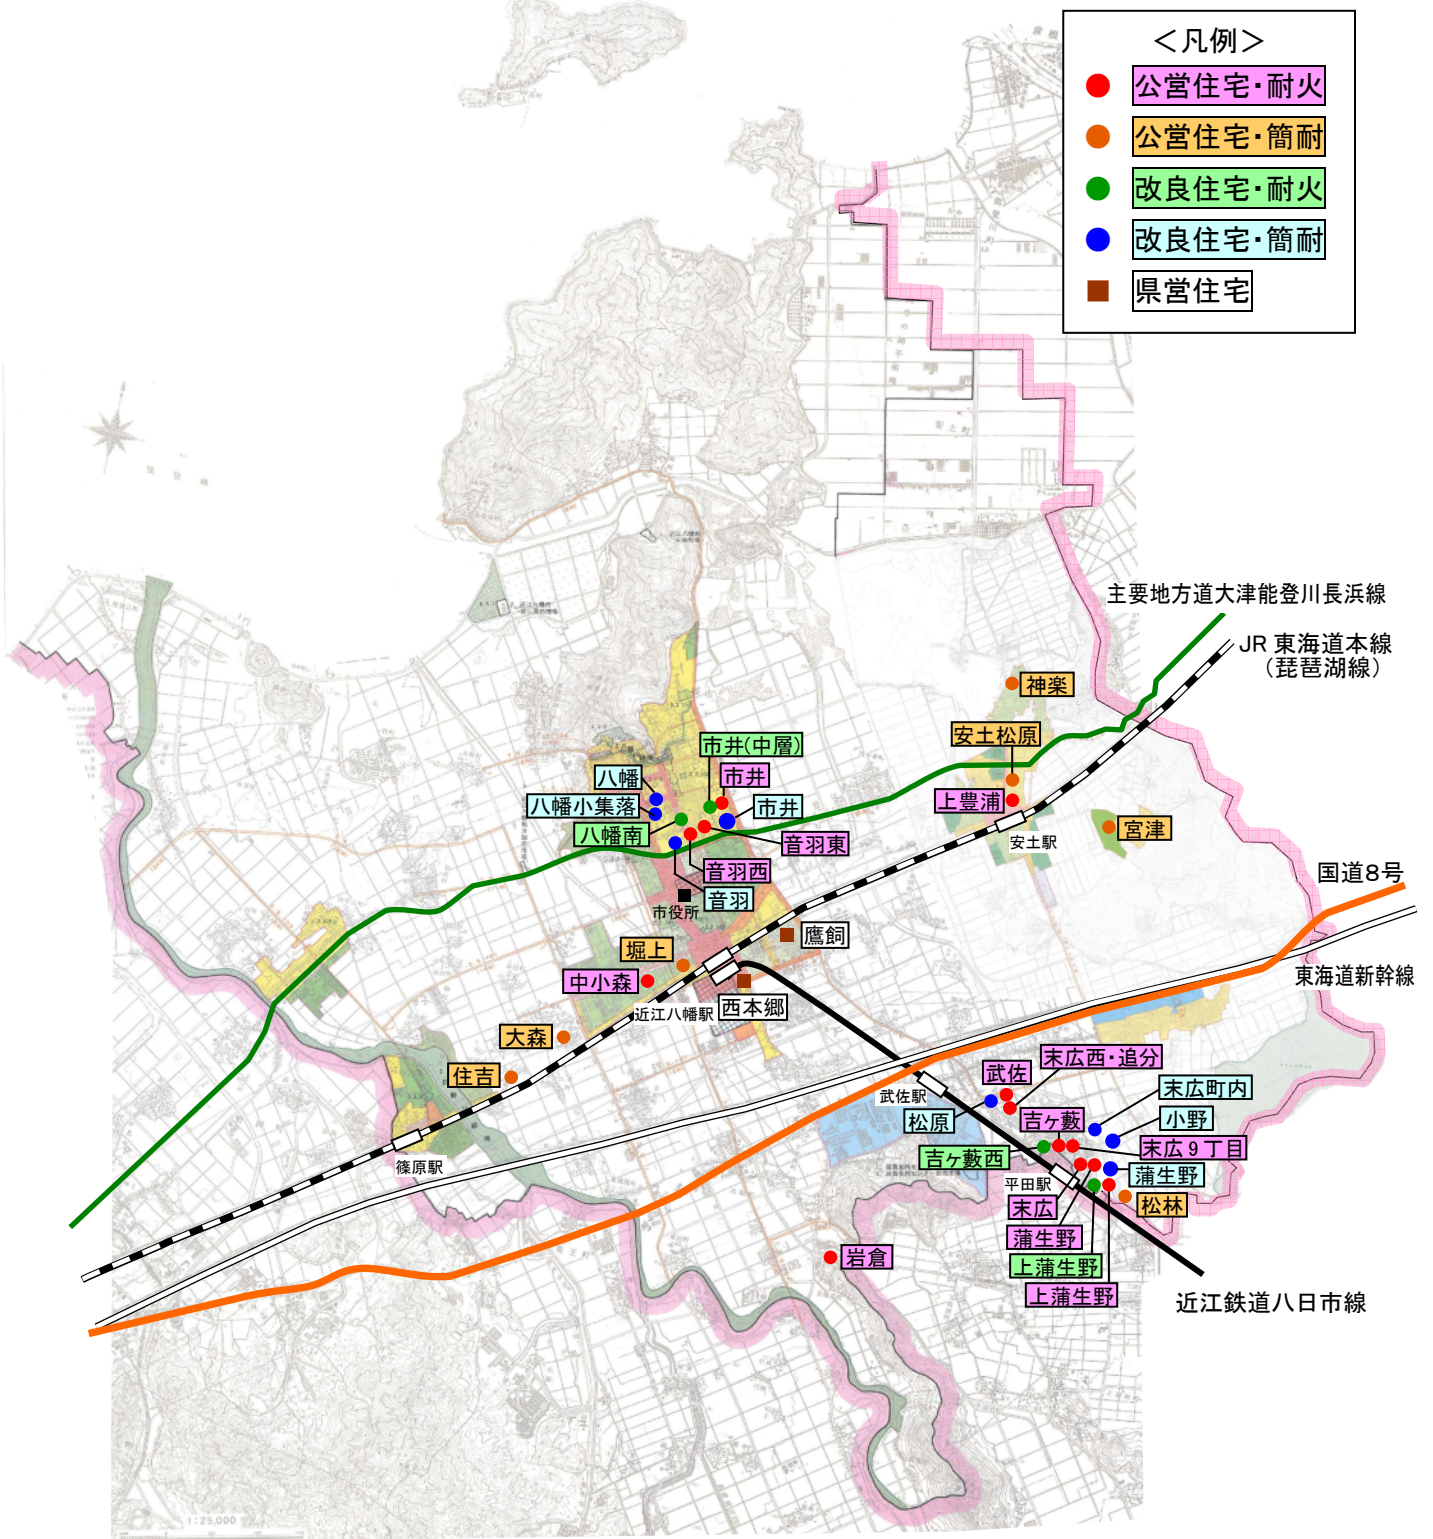 ＜凡例＞
公営住宅・耐火
公営住宅・簡耐
改良住宅・耐火
改良住宅・簡耐
県営住宅
安土町
主要地方道大津能登川長浜線
JR 東海道本線
（琵琶湖線）
神楽
安土松原
市井(中層)
八幡
市井
八幡小集落
市井
上豊浦
八幡南
宮津
音羽東
安土駅
音羽西
国道8号
音羽
市役所
鷹飼
堀上
東海道新幹線
中小森
西本郷
近江八幡駅
大森
末広西・追分
武佐
住吉
末広町内
武佐駅
松原
小野
吉ヶ藪
末広９丁目
吉ヶ藪西
篠原駅
蒲生野
平田駅
松林
末広
蒲生野
岩倉
上蒲生野
上蒲生野
近江鉄道八日市線
1:25,000